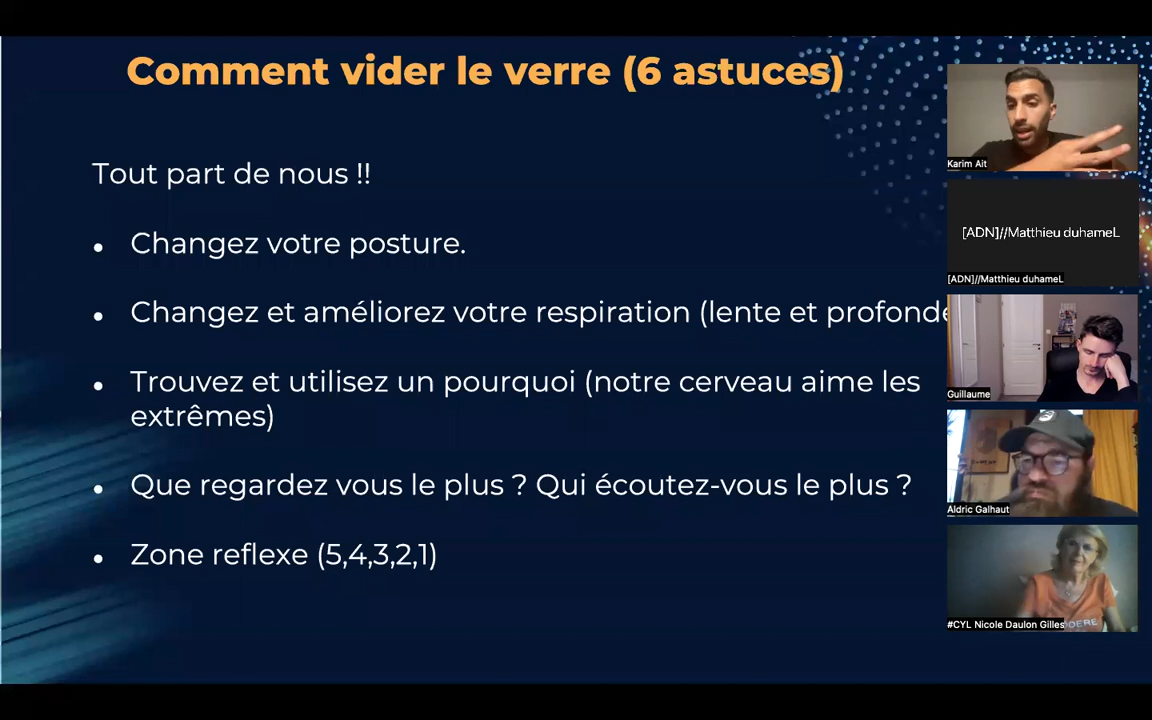 Comment vider le verre (6 astuces)
Tout part de nous !!
• Changez votre posture.
• Changez et améliorez votre respiration (lente et profonde
• Trouvez et utilisez un pourquoi (notre cerveau aime les
extrêmes)
• Que regardez vous le plus ? Qui écoutez-vous le plus ?
• Zone reflexe (5,4,3,2,1)
Karim Ait
[ADN]//Matthieu duhameL
[ADN]//Matthieu duhameL
Guillaume
Aldric Galhaut
#CYL Nicole Daulon Gilles